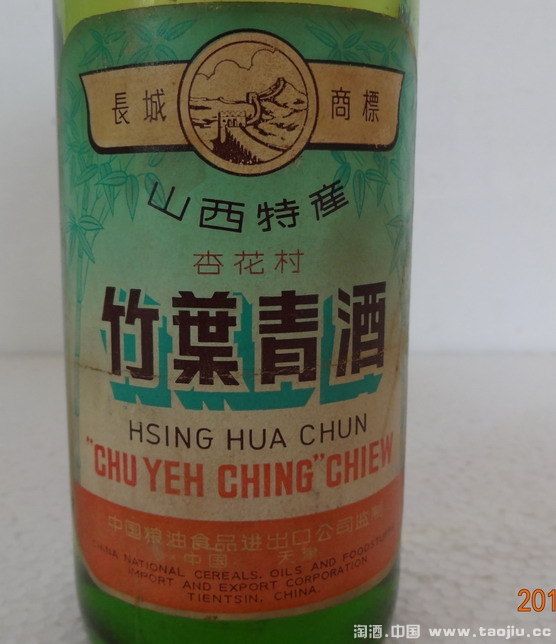 長城 商標
山西特産
杏花村
竹葉青酒
HSING HUA CHUN
"CHU YEH CHING" CHIEW
中国粮油食品进出口公司监制
中国 天津
CHINA NATIONAL CEREALS, OILS AND FOODSTUFFS
IMPORT AND EXPORT CORPORATION
TIENTSIN, CHINA.
201
淘酒.中国 www.taojiu.cc